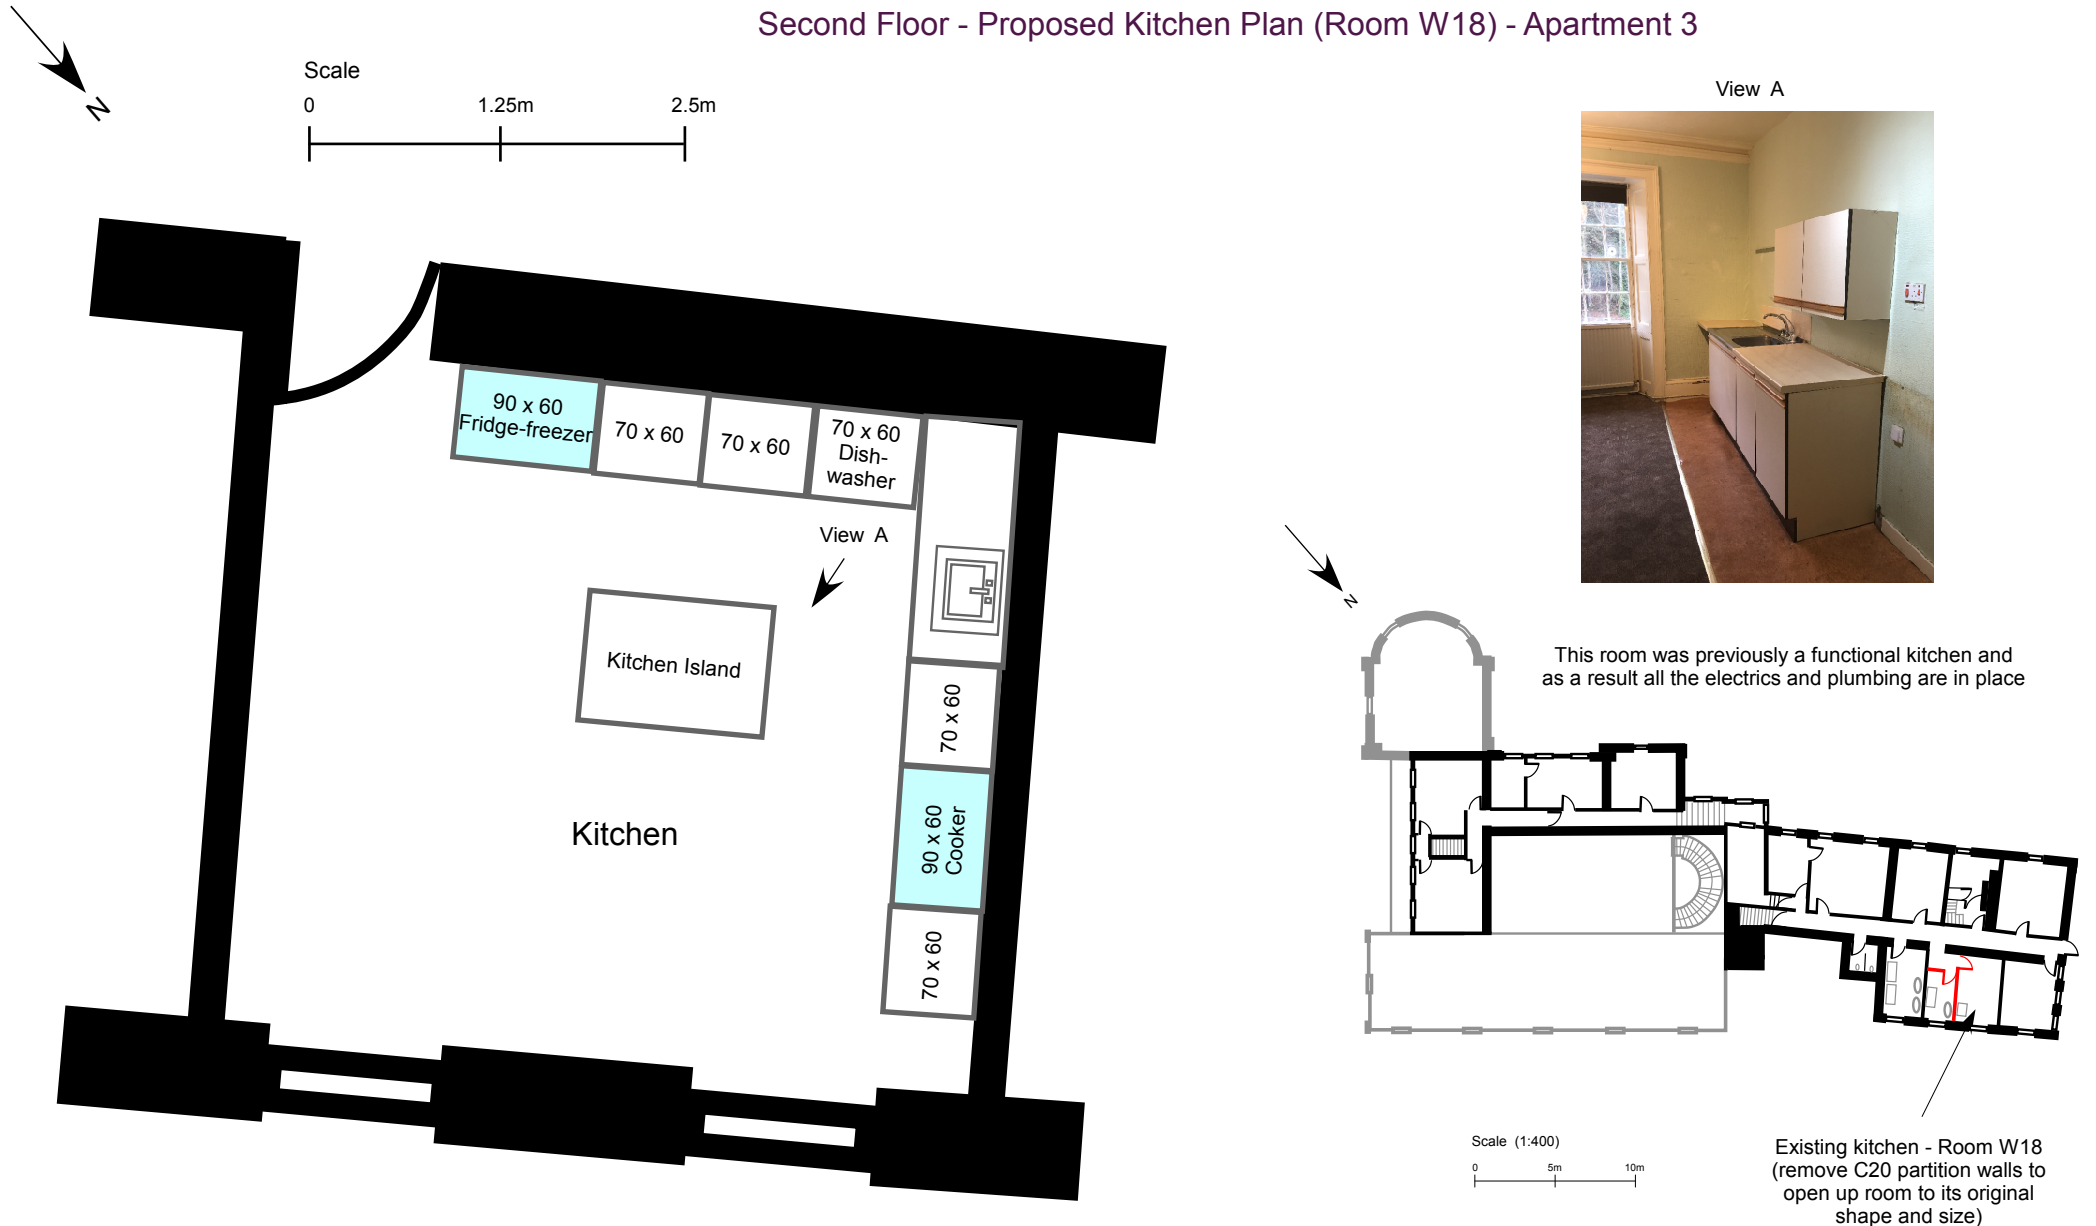 Second Floor - Proposed Kitchen Plan (Room W18) - Apartment 3
N
Scale
0 1.25m 2.5m
View A
90 x 60
Fridge-freezer
70 x 60
70 x 60
70 x 60
Dish-
washer
View A
Kitchen Island
70 x 60
Kitchen
90 x 60
Cooker
70 x 60
N
This room was previously a functional kitchen and
as a result all the electrics and plumbing are in place
Scale (1:400)
0 5m 10m
Existing kitchen - Room W18
(remove C20 partition walls to
open up room to its original
shape and size)